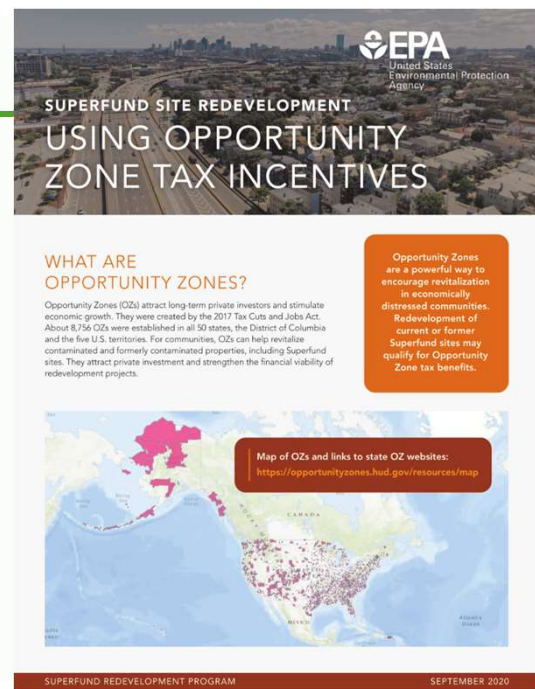 EPA
United States
Environmental Protection
Agency
SUPERFUND SITE REDEVELOPMENT
USING OPPORTUNITY
ZONE TAX INCENTIVES
WHAT ARE
OPPORTUNITY ZONES?
Opportunity Zones (OZs) attract long-term private investors and stimulate
economic growth. They were created by the 2017 Tax Cuts and Jobs Act.
About 8,756 OZs were established in all 50 states, the District of Columbia
and the five U.S. territories. For communities, OZs can help revitalize
contaminated and formerly contaminated properties, including Superfund
sites. They attract private investment and strengthen the financial viability of
redevelopment projects.
Opportunity Zones
are a powerful way to
encourage revitalization
in economically
distressed communities.
Redevelopment of
current or former
Superfund sites may
qualify for Opportunity
Zone tax benefits.
Map of OZs and links to state OZ websites:
https://opportunityzones.hud.gov/resources/map
CANADA
MEXICO
Atlantic
Ocean
SUPERFUND REDEVELOPMENT PROGRAM
SEPTEMBER 2020